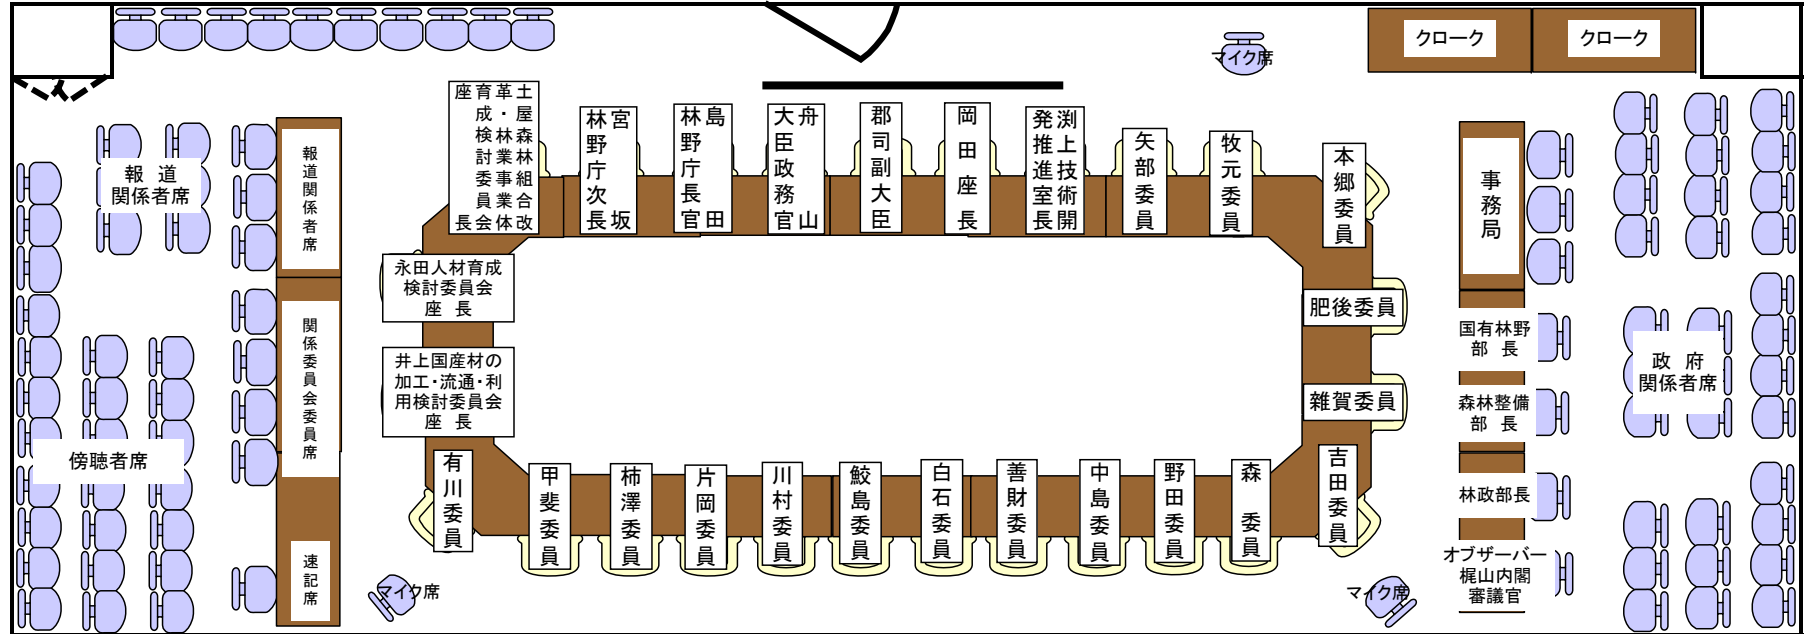 クローク
クローク
マイク席
土屋森林組合改
革・林業事業体
育成検討委員会
座長
宮坂
林野庁次長
島田
林野庁長官
舟山
大臣政務官
郡司副大臣
岡田座長
渕上技術開
発推進室長
矢部委員
牧元委員
本郷委員
報道
関係者席
報道関係者席
事務局
永田人材育成
検討委員会
座長
肥後委員
井上国産材の
加工・流通・利
用検討委員会
座長
雑賀委員
関係委員会委員席
国有林野
部長
森林整備
部長
政府
関係者席
傍聴者席
有川委員
甲斐委員
柿澤委員
片岡委員
川村委員
鮫島委員
白石委員
善財委員
中島委員
野田委員
森委員
吉田委員
林政部長
速記席
オブザーバー
梶山内閣
審議官
マイク席
マイク席